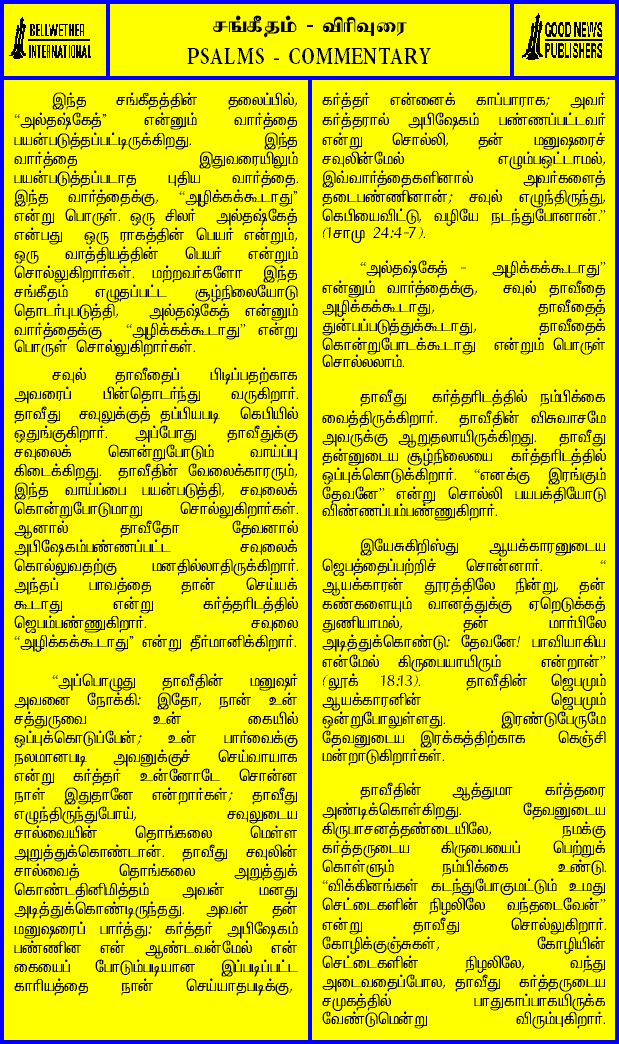 BELLWETHER
INTERNATIONAL
சங்கீதம் - விரிவுரை
PSALMS - COMMENTARY
GOOD NEWS
PUBLISHERS
இந்த சங்கீதத்தின் தலைப்பில்,
“அல்தஷ்கேத்” என்னும் வார்த்தை
பயன்படுத்தப்பட்டிருக்கிறது. இந்த
வார்த்தை இதுவரையிலும்
பயன்படுத்தப்படாத புதிய வார்த்தை.
இந்த வார்த்தைக்கு, “அழிக்கக்கூடாது”
என்று பொருள். ஒரு சிலர் அல்தஷ்கேத்
என்பது ஒரு ராகத்தின் பெயர் என்றும்,
ஒரு வாத்தியத்தின் பெயர் என்றும்
சொல்லுகிறார்கள். மற்றவர்களோ இந்த
சங்கீதம் எழுதப்பட்ட சூழ்நிலையோடு
தொடர்புபடுத்தி, அல்தஷ்கேத் என்னும்
வார்த்தைக்கு “அழிக்கக்கூடாது” என்று
பொருள் சொல்லுகிறார்கள்.
சவுல் தாவீதைப் பிடிப்பதற்காக
அவரைப் பின்தொடர்ந்து வருகிறார்.
தாவீது சவுலுக்குத் தப்பியபடி கெபியில்
ஒதுங்குகிறார். அப்போது தாவீதுக்கு
சவுலைக் கொன்றுபோடும் வாய்ப்பு
கிடைக்கிறது. தாவீதின் வேலைக்காரரும்,
இந்த வாய்ப்பை பயன்படுத்தி, சவுலைக்
கொன்றுபோடுமாறு சொல்லுகிறார்கள்.
ஆனால் தாவீதோ தேவனால்
அபிஷேகம்பண்ணப்பட்ட சவுலைக்
கொல்லுவதற்கு மனதில்லாதிருக்கிறார்.
அந்தப் பாவத்தை தான் செய்யக்
கூடாது என்று கர்த்தரிடத்தில்
ஜெபம்பண்ணுகிறார். சவுலை
“அழிக்கக்கூடாது” என்று தீர்மானிக்கிறார்.
“அப்பொழுது தாவீதின் மனுஷர்
அவனை நோக்கி: இதோ, நான் உன்
சத்துருவை உன் கையில்
ஒப்புக்கொடுப்பேன்; உன் பார்வைக்கு
நலமானபடி அவனுக்குச் செய்வாயாக
என்று கர்த்தர் உன்னோடே சொன்ன
நாள் இதுதானே என்றார்கள்; தாவீது
எழுந்திருந்துபோய், சவுலுடைய
சால்வையின் தொங்கலை மெள்ள
அறுத்துக்கொண்டான். தாவீது சவுலின்
சால்வைத் தொங்கலை அறுத்துக்
கொண்டதினிமித்தம் அவன் மனது
அடித்துக்கொண்டிருந்தது. அவன் தன்
மனுஷரைப் பார்த்து: கர்த்தர் அபிஷேகம்
பண்ணின என் ஆண்டவன்மேல் என்
கையைப் போடும்படியான இப்படிப்பட்ட
காரியத்தை நான் செய்யாதபடிக்கு,
கர்த்தர் என்னைக் காப்பாராக; அவர்
கர்த்தரால் அபிஷேகம் பண்ணப்பட்டவர்
என்று சொல்லி, தன் மனுஷரைச்
சவுலின்மேல் எழும்பஒட்டாமல்,
இவ்வார்த்தைகளினால் அவர்களைத்
தடைபண்ணினான்; சவுல் எழுந்திருந்து,
கெபியைவிட்டு, வழியே நடந்துபோனான்.”
(1சாமு 24:4-7).
“அல்தஷ்கேத் - அழிக்கக்கூடாது”
என்னும் வார்த்தைக்கு, சவுல் தாவீதை
அழிக்கக்கூடாது, தாவீதைத்
துன்பப்படுத்துக்கூடாது, தாவீதைக்
கொன்றுபோடக்கூடாது என்றும் பொருள்
சொல்லலாம்.
தாவீது கர்த்தரிடத்தில் நம்பிக்கை
வைத்திருக்கிறார். தாவீதின் விசுவாசமே
அவருக்கு ஆறுதலாயிருக்கிறது. தாவீது
தன்னுடைய சூழ்நிலையை கர்த்தரிடத்தில்
ஒப்புக்கொடுக்கிறார். “எனக்கு இரங்கும்
தேவனே” என்று சொல்லி பயபக்தியோடு
விண்ணப்பம்பண்ணுகிறார்.
இயேசுகிறிஸ்து ஆயக்காரனுடைய
ஜெபத்தைப்பற்றிச் சொன்னார். “
ஆயக்காரன் தூரத்திலே நின்று, தன்
கண்களையும் வானத்துக்கு ஏறெடுக்கத்
துணியாமல், தன் மார்பிலே
அடித்துக்கொண்டு: தேவனே! பாவியாகிய
என்மேல் கிருபையாயிரும் என்றான்”
(லூக் 18:13). தாவீதின் ஜெபமும்
ஆயக்காரனின் ஜெபமும்
ஒன்றுபோலுள்ளது. இரண்டுபேருமே
தேவனுடைய இரக்கத்திற்காக கெஞ்சி
மன்றாடுகிறார்கள்.
தாவீதின் ஆத்துமா கர்த்தரை
அண்டிக்கொள்கிறது. தேவனுடைய
கிருபாசனத்தண்டையிலே, நமக்கு
கர்த்தருடைய கிருபையைப் பெற்றுக்
கொள்ளும் நம்பிக்கை உண்டு.
“விக்கினங்கள் கடந்துபோகுமட்டும் உமது
செட்டைகளின் நிழலிலே வந்தடைவேன்”
என்று தாவீது சொல்லுகிறார்.
கோழிக்குஞ்சுகள், கோழியின்
செட்டைகளின் நிழலிலே, வந்து
அடைவதைப்போல, தாவீது கர்த்தருடைய
சமுகத்தில் பாதுகாப்பாகயிருக்க
வேண்டுமென்று விரும்புகிறார்.